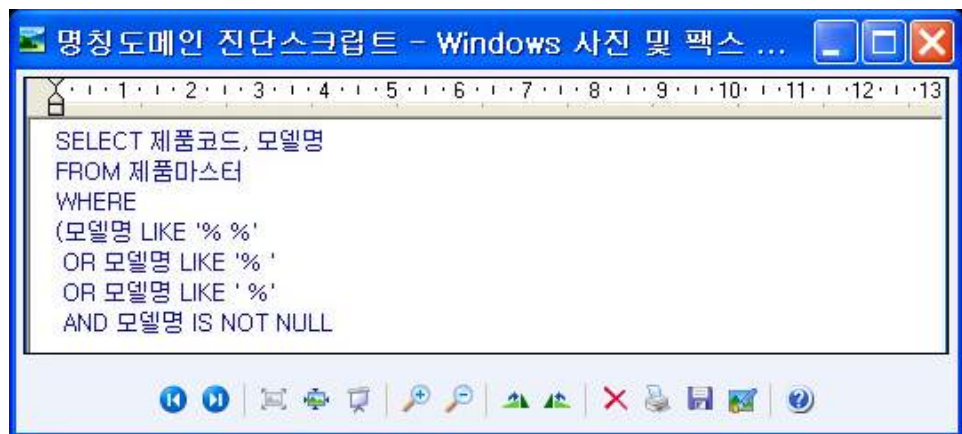 명칭도메인 진단스크립트 - Windows 사진 및 팩스 ...
1 2 3 4 5 6 7 8 9 10 11 12 13
SELECT 제품코드, 모델명
FROM 제품마스터
WHERE
(모델명 LIKE '% %'
OR 모델명 LIKE '% '
OR 모델명 LIKE ' %'
AND 모델명 IS NOT NULL